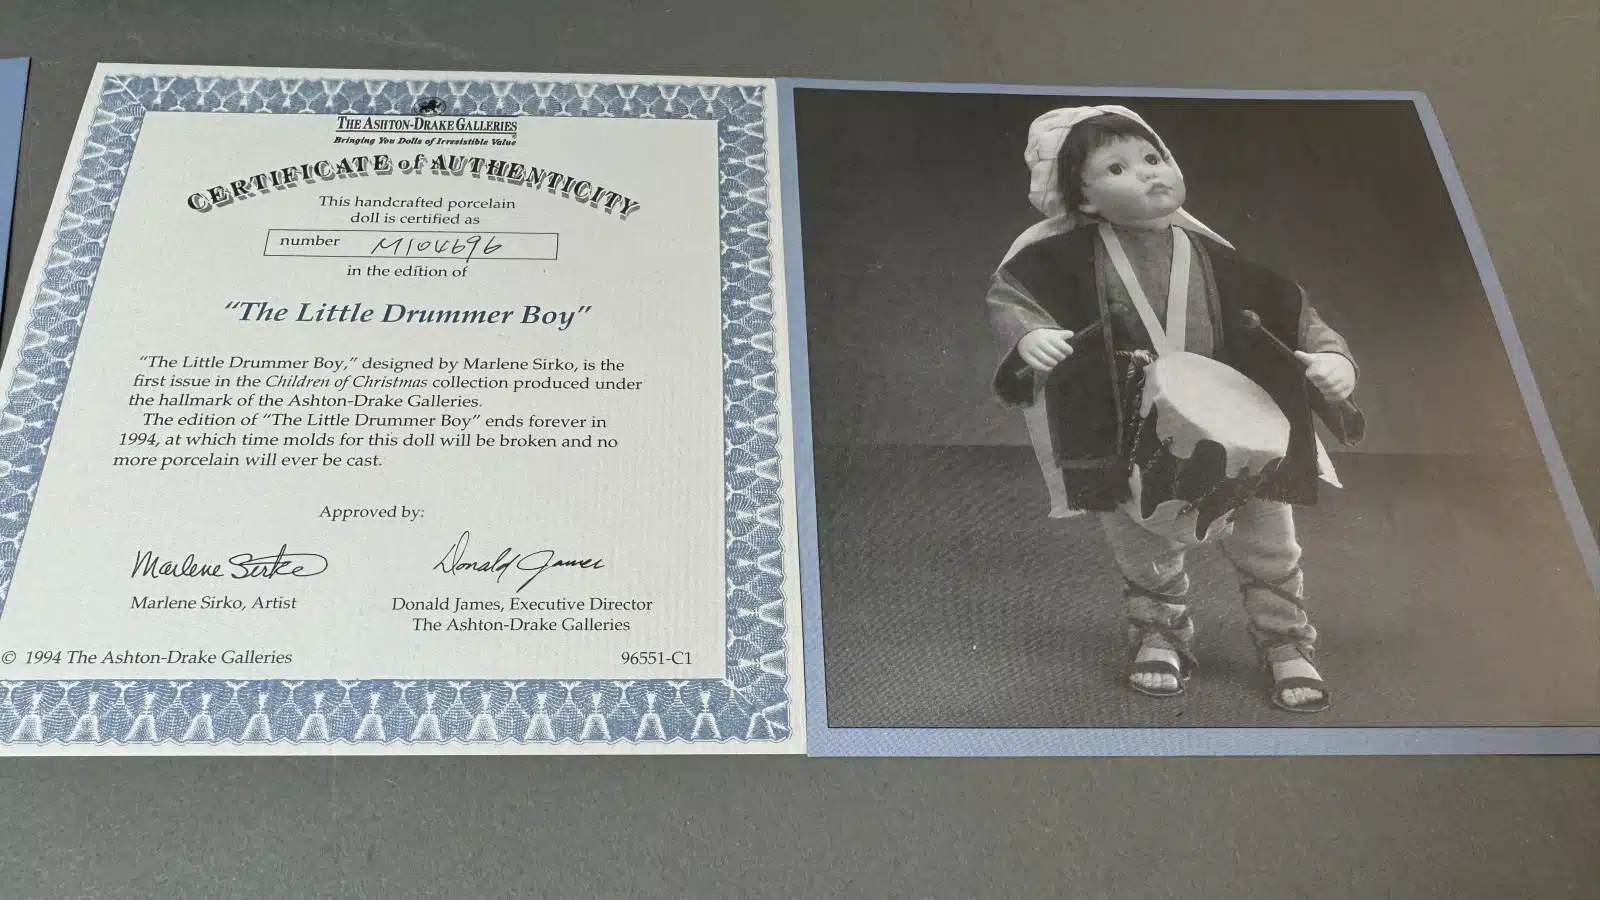 THE ASHTON-DRAKE GALLERIES
Bringing You Dolls of Irresistible Value
CERTIFICATE of AUTHENTICITY
This handcrafted porcelain
doll is certified as
number M104696
in the edition of
“The Little Drummer Boy”
“The Little Drummer Boy,” designed by Marlene Sirko, is the
first issue in the Children of Christmas collection produced under
the hallmark of the Ashton-Drake Galleries.
The edition of “The Little Drummer Boy” ends forever in
1994, at which time molds for this doll will be broken and no
more porcelain will ever be cast.
Approved by:
Marlene Sirko Donald James
Marlene Sirko, Artist Donald James, Executive Director
The Ashton-Drake Galleries
© 1994 The Ashton-Drake Galleries 96551-C1